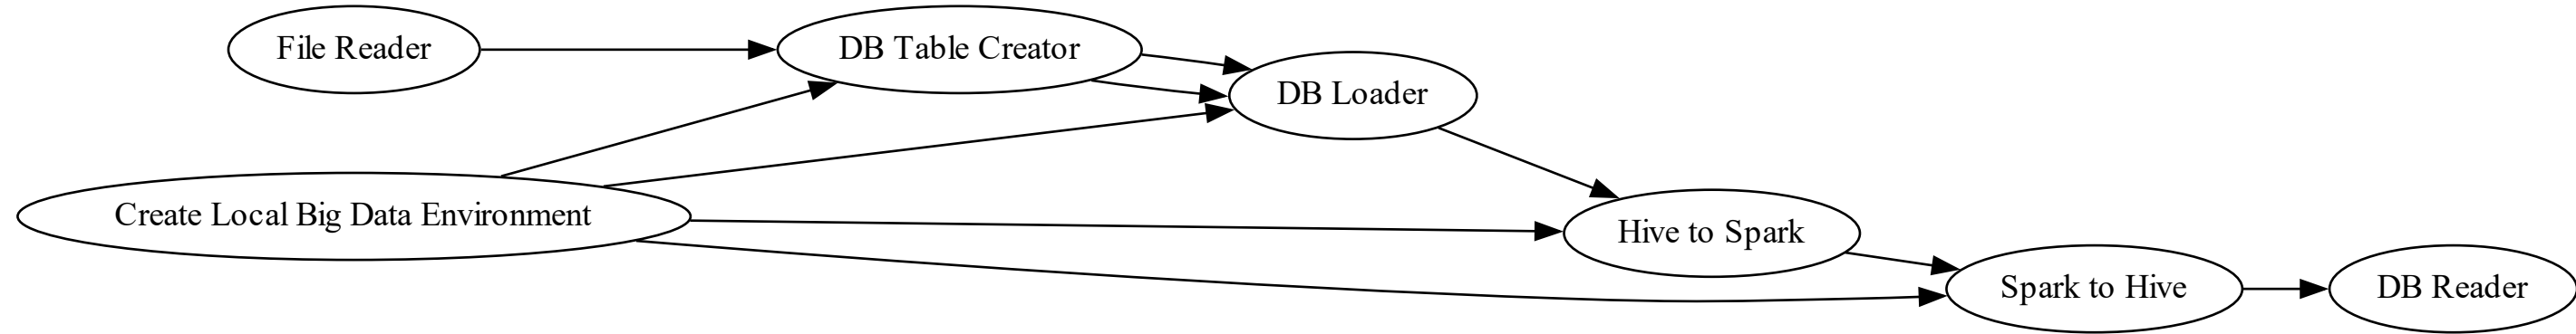 File Reader
DB Table Creator
DB Loader
Create Local Big Data Environment
Hive to Spark
Spark to Hive
DB Reader